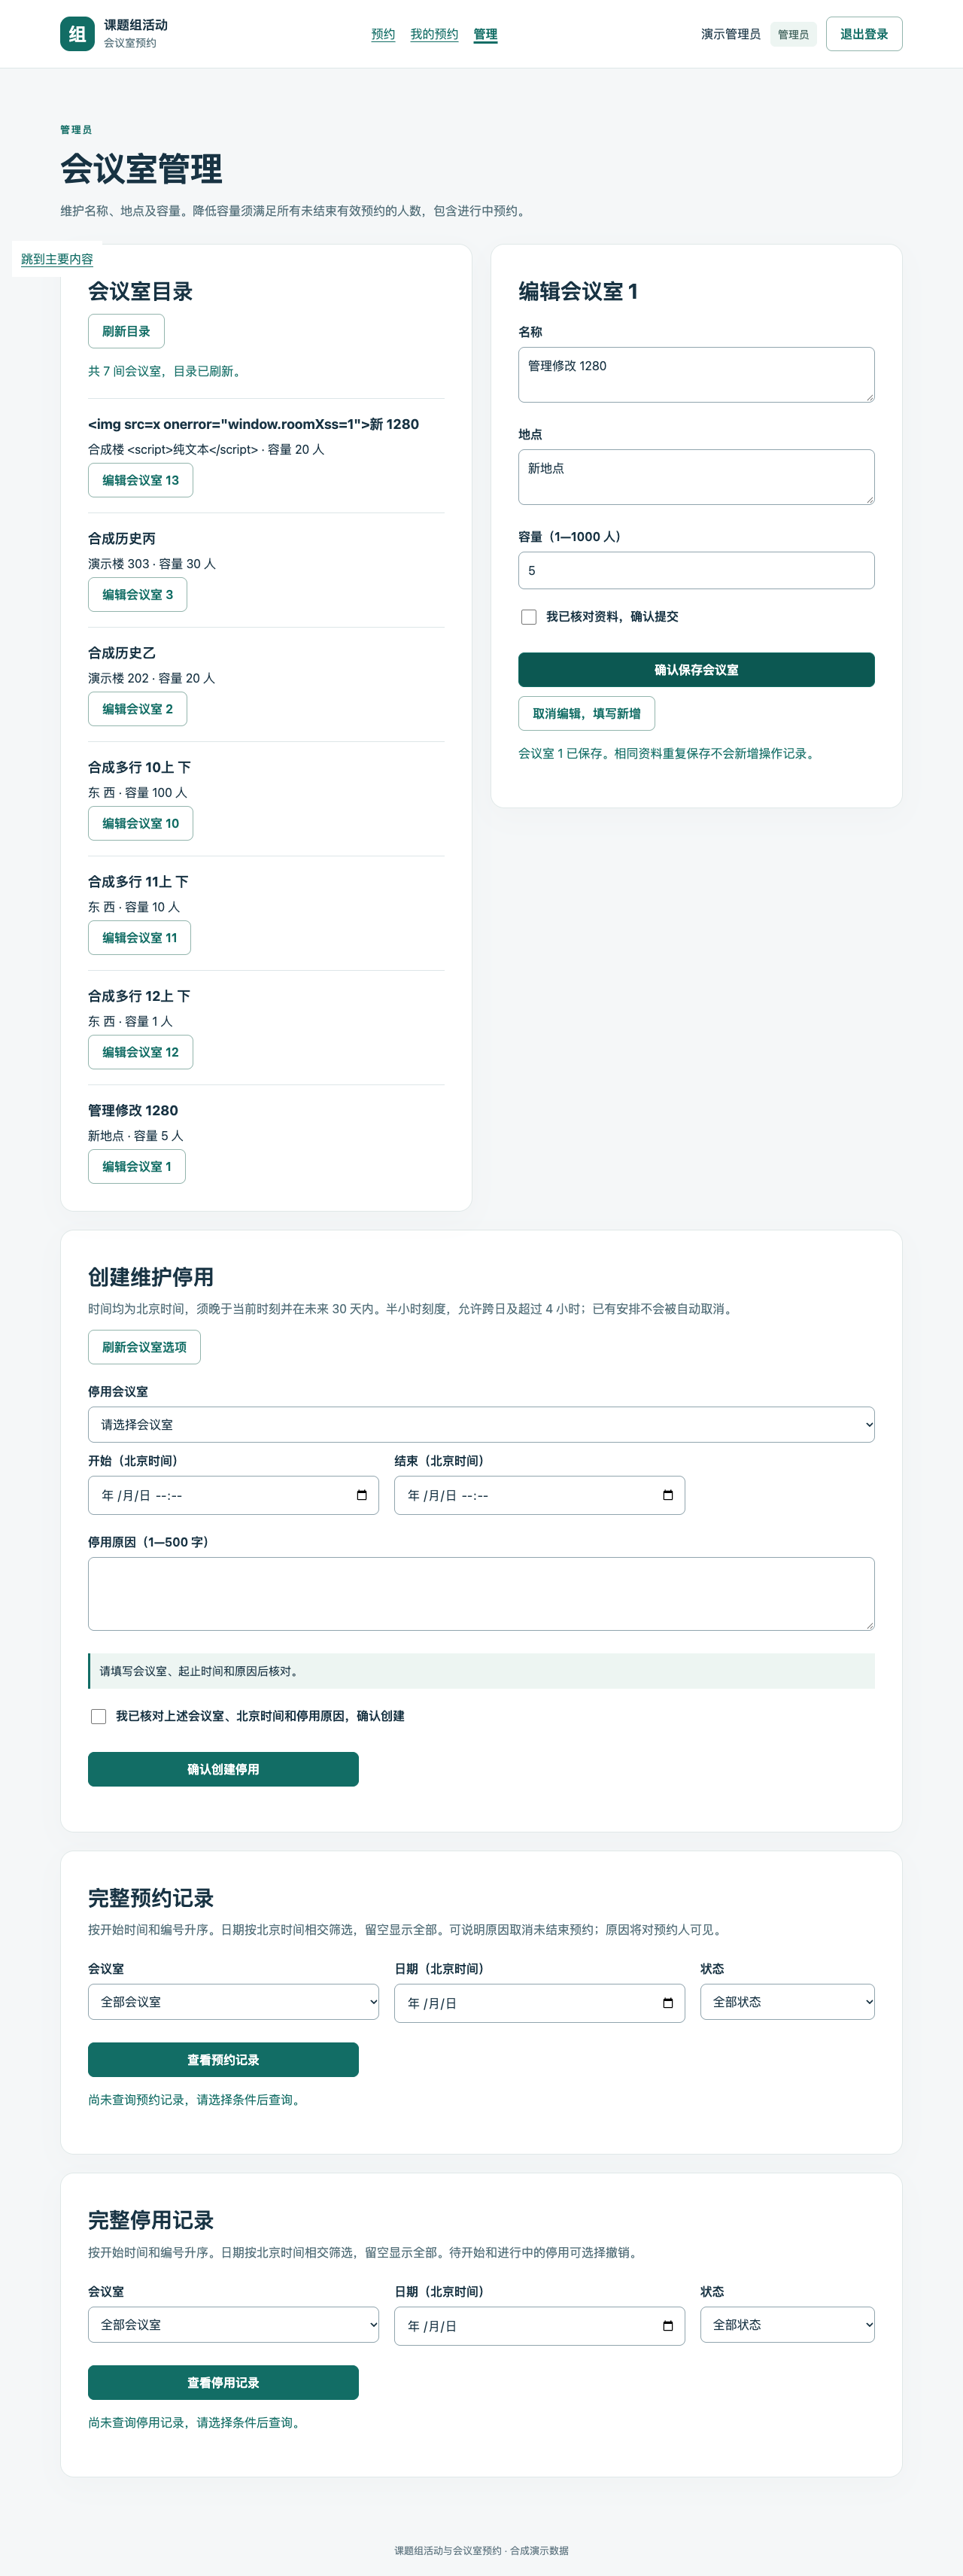 组
课题组活动
会议室预约
预约
我的预约
管理
演示管理员
管理员
退出登录
管理员
会议室管理
维护名称、地点及容量。降低容量须满足所有未结束有效预约的人数，包含进行中预约。
跳到主要内容
会议室目录
刷新目录
共 7 间会议室，目录已刷新。
<img src=x onerror="window.roomXss=1">新 1280
合成楼 <script>纯文本</script> · 容量 20 人
编辑会议室 13
合成历史丙
演示楼 303 · 容量 30 人
编辑会议室 3
合成历史乙
演示楼 202 · 容量 20 人
编辑会议室 2
合成多行 10上 下
东 西 · 容量 100 人
编辑会议室 10
合成多行 11上 下
东 西 · 容量 10 人
编辑会议室 11
合成多行 12上 下
东 西 · 容量 1 人
编辑会议室 12
管理修改 1280
新地点 · 容量 5 人
编辑会议室 1
编辑会议室 1
名称
管理修改 1280
地点
新地点
容量（1—1000 人）
5
我已核对资料，确认提交
确认保存会议室
取消编辑，填写新增
会议室 1 已保存。相同资料重复保存不会新增操作记录。
创建维护停用
时间均为北京时间，须晚于当前时刻并在未来 30 天内。半小时刻度，允许跨日及超过 4 小时；已有安排不会被自动取消。
刷新会议室选项
停用会议室
请选择会议室
开始（北京时间）
结束（北京时间）
年 /月/日 --:--
年 /月/日 --:--
停用原因（1—500 字）
请填写会议室、起止时间和原因后核对。
我已核对上述会议室、北京时间和停用原因，确认创建
确认创建停用
完整预约记录
按开始时间和编号升序。日期按北京时间相交筛选，留空显示全部。可说明原因取消未结束预约；原因将对预约人可见。
会议室
日期（北京时间）
状态
全部会议室
年 /月/日
全部状态
查看预约记录
尚未查询预约记录，请选择条件后查询。
完整停用记录
按开始时间和编号升序。日期按北京时间相交筛选，留空显示全部。待开始和进行中的停用可选择撤销。
会议室
日期（北京时间）
状态
全部会议室
年 /月/日
全部状态
查看停用记录
尚未查询停用记录，请选择条件后查询。
课题组活动与会议室预约 · 合成演示数据